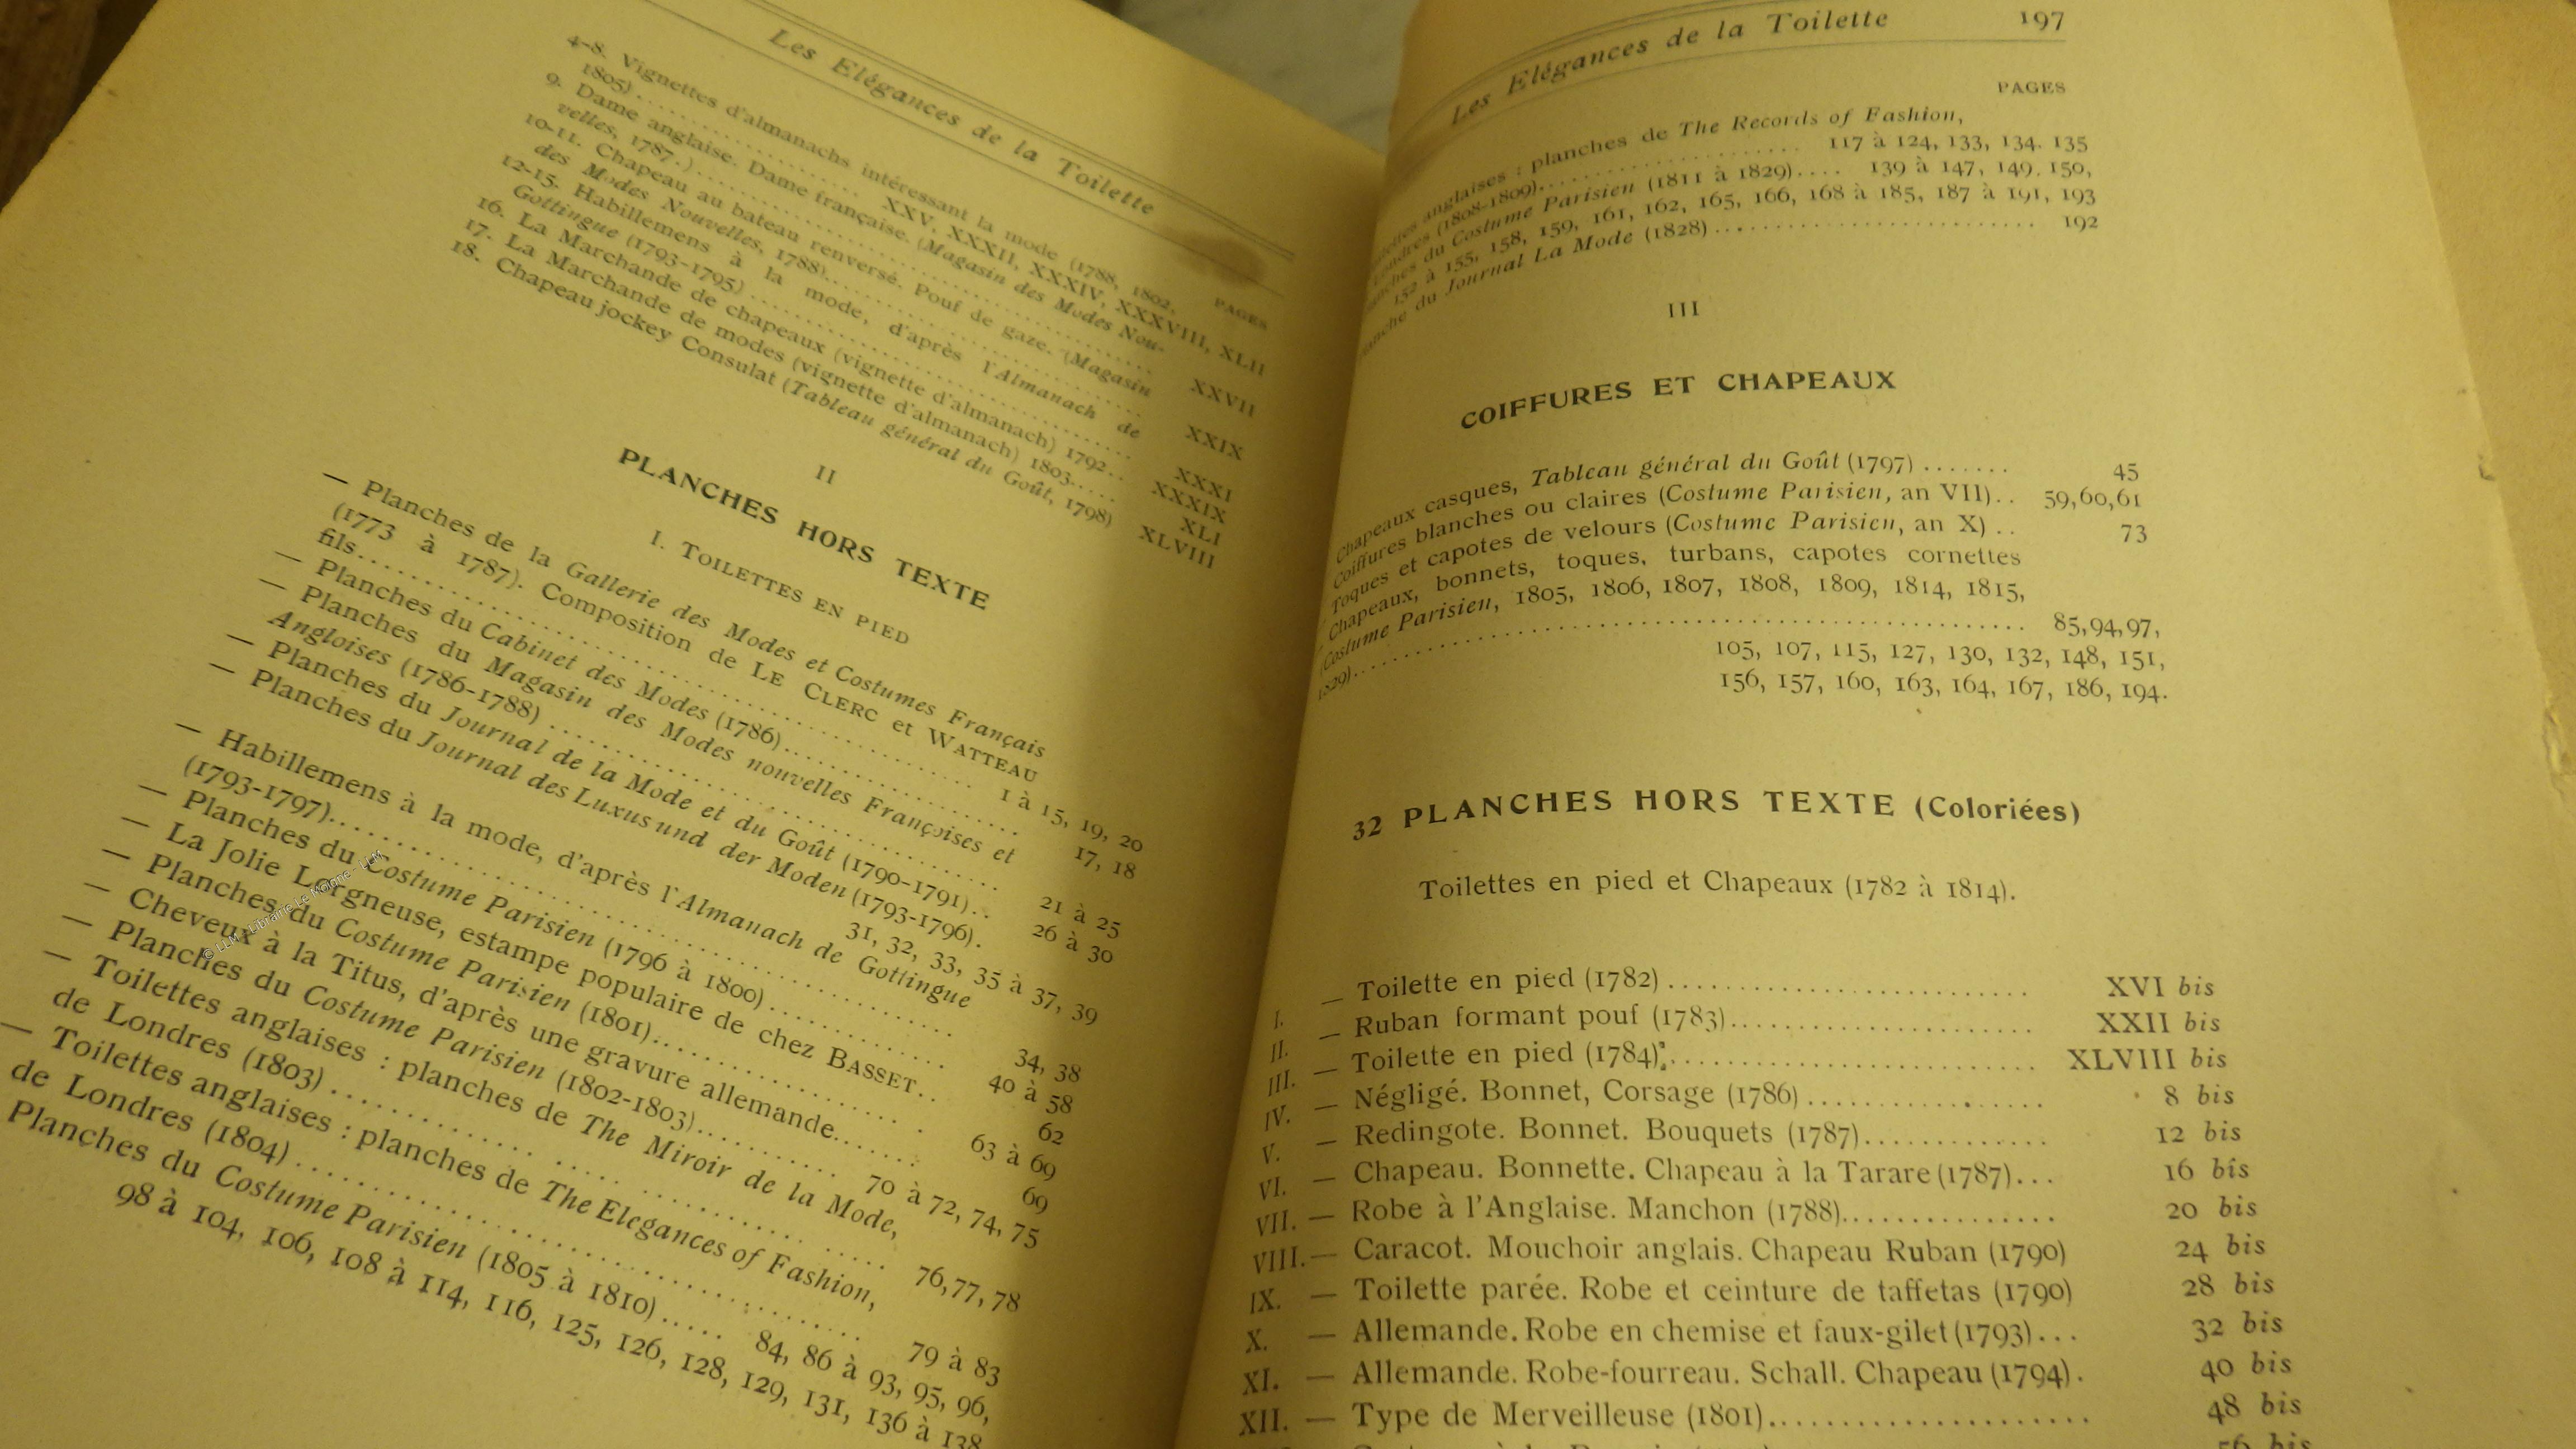 Les Elégances de la Toilette
PAGES
4-8. Vignettes d'almanachs intéressant la mode (1788, 1802,
1805) .................... XXV, XXXII, XXXIV, XXXVIII, XLII
9. Dame anglaise. Dame française. (Magasin des Modes Nou-
velles, 1787.) .................... XXVII
10-11. Chapeau au bateau renversé. Pouf de gaze. (Magasin
des Modes Nouvelles, 1788) .................... XXIX
12-15. Habillemens à la mode, d'après l'Almanach de
Gottingue (1793-1795) .................... XXXI
16. La Marchande de chapeaux (vignette d'almanach) 1792... XXXIX
17. La Marchande de modes (vignette d'almanach) 1803..... XLI
18. Chapeau jockey Consulat (Tableau général du Goût, 1798) XLVIII
II
PLANCHES HORS TEXTE
I. TOILETTES EN PIED
— Planches de la Gallerie des Modes et Costumes Français
(1773 à 1787). Composition de LE CLERC et WATTEAU
fils.................... 1 à 15, 19, 20
— Planches du Cabinet des Modes (1786).................... 17, 18
— Planches du Magasin des Modes nouvelles Françoises et
Angloises (1786-1788) .................... 21 à 25
— Planches du Journal de la Mode et du Goût (1790-1791).. 26 à 30
— Planches du Journal des Luxus und der Moden (1793-1796).
31, 32, 33, 35 à 37, 39
— Habillemens à la mode, d'après l'Almanach de Gottingue
(1793-1797).................... 34, 38
— Planches du Costume Parisien (1796 à 1800).................... 40 à 58
— La Jolie Lorgneuse, estampe populaire de chez BASSET.. 62
— Planches du Costume Parisien (1801).................... 63 à 69
— Cheveux à la Titus, d'après une gravure allemande....... 69
— Planches du Costume Parisien (1802-1803)........... 70 à 72, 74, 75
— Toilettes anglaises : planches de The Miroir de la Mode,
de Londres (1803) .................... 76, 77, 78
— Toilettes anglaises : planches de The Elegances of Fashion,
de Londres (1804) .................... 79 à 83
Planches du Costume Parisien (1805 à 1810)..... 84, 86 à 93, 95, 96,
98 à 104, 106, 108 à 114, 116, 125, 126, 128, 129, 131, 136 à 138
© LLM - Librairie Le Moigne - LLM
Les Elégances de la Toilette 197
PAGES
anglaises : planches de The Records of Fashion,
Londres (1808-1809).................... 117 à 124, 133, 134. 135
du Costume Parisien (1811 à 1829).... 139 à 147, 149, 150,
152 à 155, 158, 159, 161, 162, 165, 166, 168 à 185, 187 à 191, 193
du Journal La Mode (1828).................... 192
III
COIFFURES ET CHAPEAUX
Chapeaux casques, Tableau général du Goût (1797) ....... 45
Coiffures blanches ou claires (Costume Parisien, an VII).. 59,60,61
Toques et capotes de velours (Costume Parisien, an X) .. 73
Chapeaux, bonnets, toques, turbans, capotes cornettes
(Costume Parisien, 1805, 1806, 1807, 1808, 1809, 1814, 1815,
1829).................... 85,94,97,
105, 107, 115, 127, 130, 132, 148, 151,
156, 157, 160, 163, 164, 167, 186, 194.
32 PLANCHES HORS TEXTE (Coloriées)
Toilettes en pied et Chapeaux (1782 à 1814).
I. — Toilette en pied (1782) .................... XVI bis
II. — Ruban formant pouf (1783).................... XXII bis
III. — Toilette en pied (1784).................... XLVIII bis
IV. — Négligé. Bonnet, Corsage (1786) .................... 8 bis
V. — Redingote. Bonnet. Bouquets (1787).............. 12 bis
VI. — Chapeau. Bonnette. Chapeau à la Tarare (1787)... 16 bis
VII. — Robe à l'Anglaise. Manchon (1788)................ 20 bis
VIII. — Caracot. Mouchoir anglais. Chapeau Ruban (1790) 24 bis
IX. — Toilette parée. Robe et ceinture de taffetas (1790) 28 bis
X. — Allemande. Robe en chemise et faux-gilet (1793)... 32 bis
XI. — Allemande. Robe-fourreau. Schall. Chapeau (1794). 40 bis
XII. — Type de Merveilleuse (1801)...................... 48 bis
56 bis